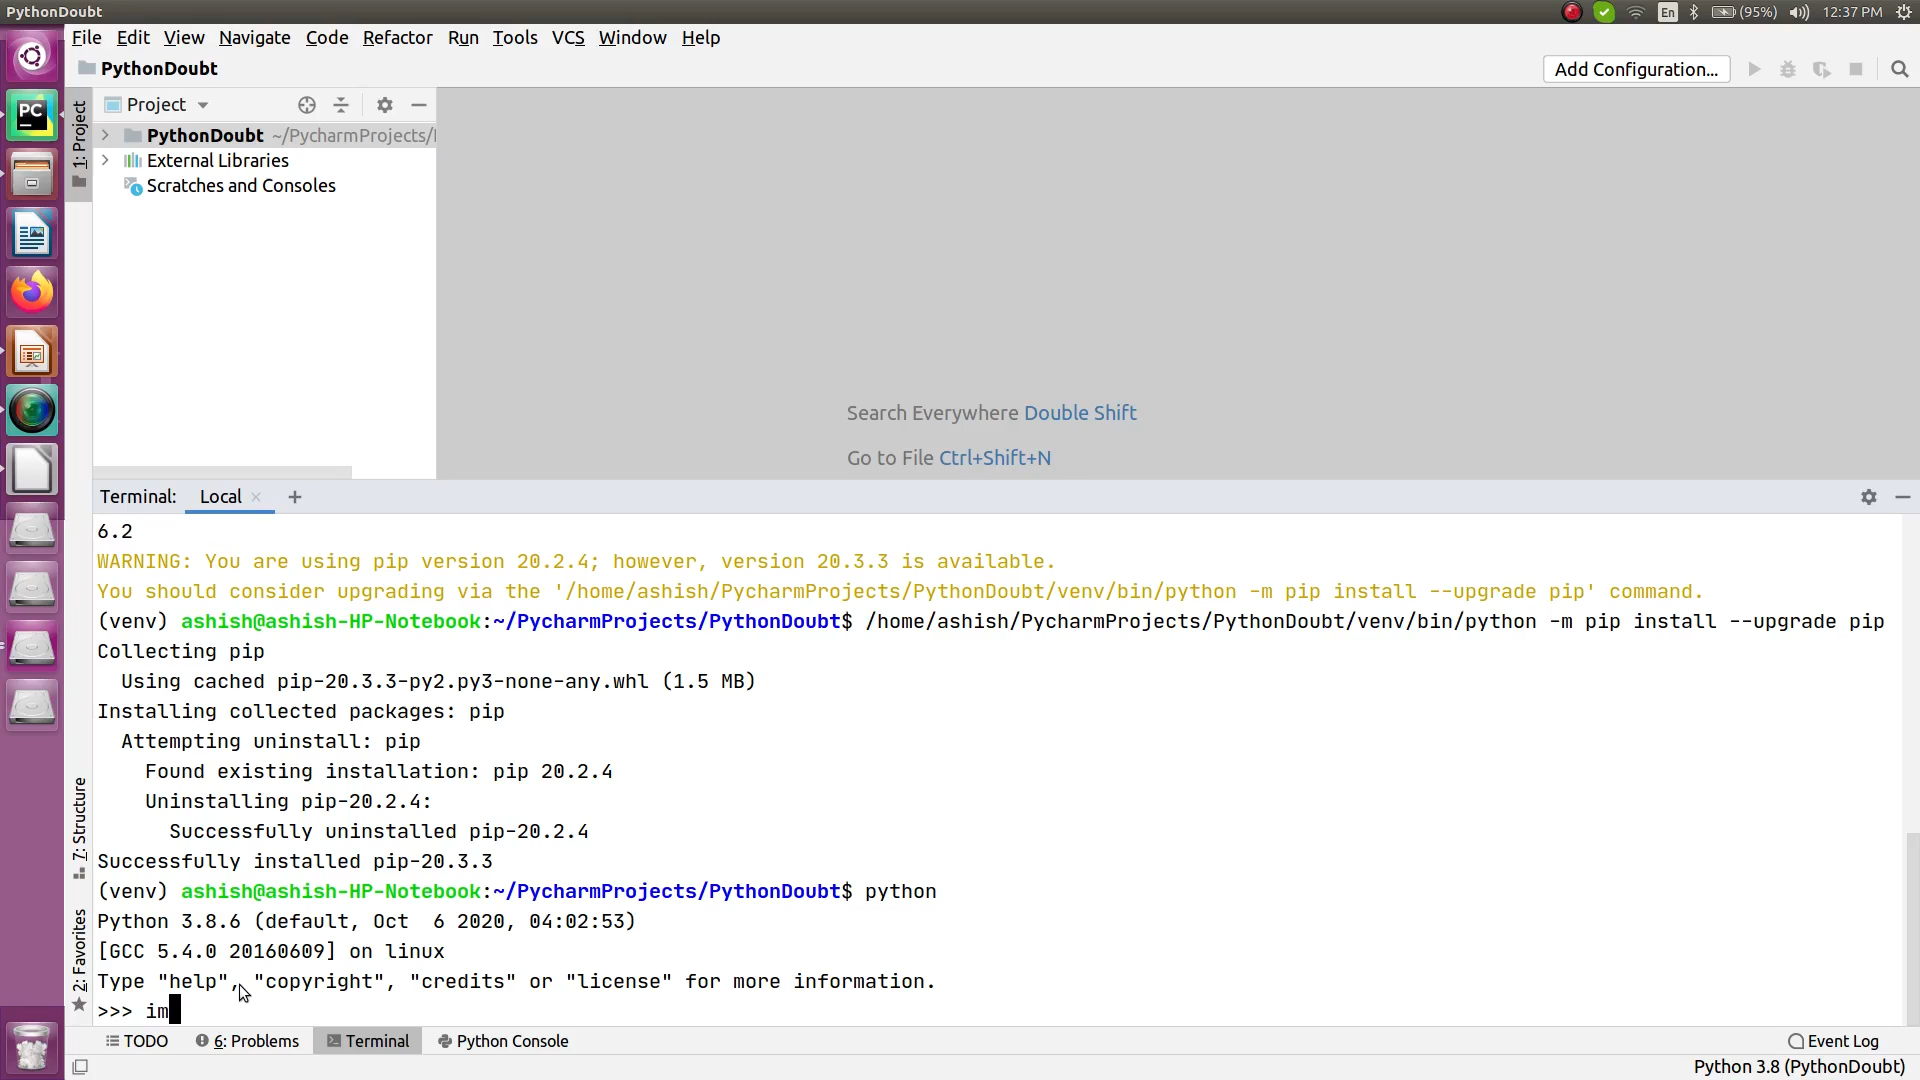 PythonDoubt
En
(95%)
12:37 PM
File Edit View Navigate Code Refactor Run Tools VCS Window Help
PythonDoubt
Add Configuration...
PC
1: Project
Project
PythonDoubt ~/PycharmProjects/
External Libraries
Scratches and Consoles
Search Everywhere Double Shift
Go to File Ctrl+Shift+N
Terminal: Local
6.2
WARNING: You are using pip version 20.2.4; however, version 20.3.3 is available.
You should consider upgrading via the '/home/ashish/PycharmProjects/PythonDoubt/venv/bin/python -m pip install --upgrade pip' command.
(venv) ashish@ashish-HP-Notebook:~/PycharmProjects/PythonDoubt$ /home/ashish/PycharmProjects/PythonDoubt/venv/bin/python -m pip install --upgrade pip
Collecting pip
Using cached pip-20.3.3-py2.py3-none-any.whl (1.5 MB)
Installing collected packages: pip
Attempting uninstall: pip
Found existing installation: pip 20.2.4
Uninstalling pip-20.2.4:
Successfully uninstalled pip-20.2.4
Successfully installed pip-20.3.3
(venv) ashish@ashish-HP-Notebook:~/PycharmProjects/PythonDoubt$ python
Python 3.8.6 (default, Oct  6 2020, 04:02:53)
[GCC 5.4.0 20160609] on linux
Type "help", "copyright", "credits" or "license" for more information.
>>> im
7: Structure
2: Favorites
TODO 6: Problems Terminal Python Console Event Log
Python 3.8 (PythonDoubt)